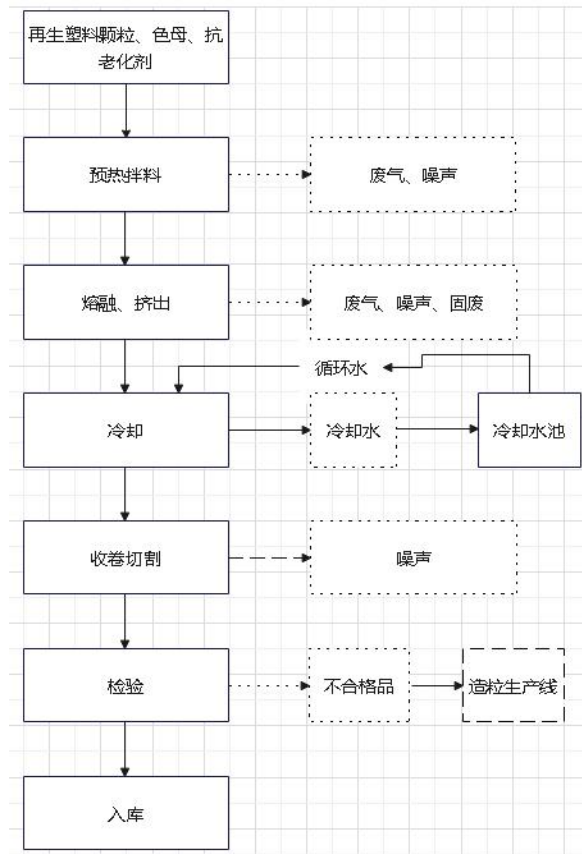 再生塑料颗粒、色母、抗
老化剂
预热拌料
废气、噪声
熔融、挤出
废气、噪声、固废
循环水
冷却
冷却水
冷却水池
收卷切割
噪声
检验
不合格品
造粒生产线
入库